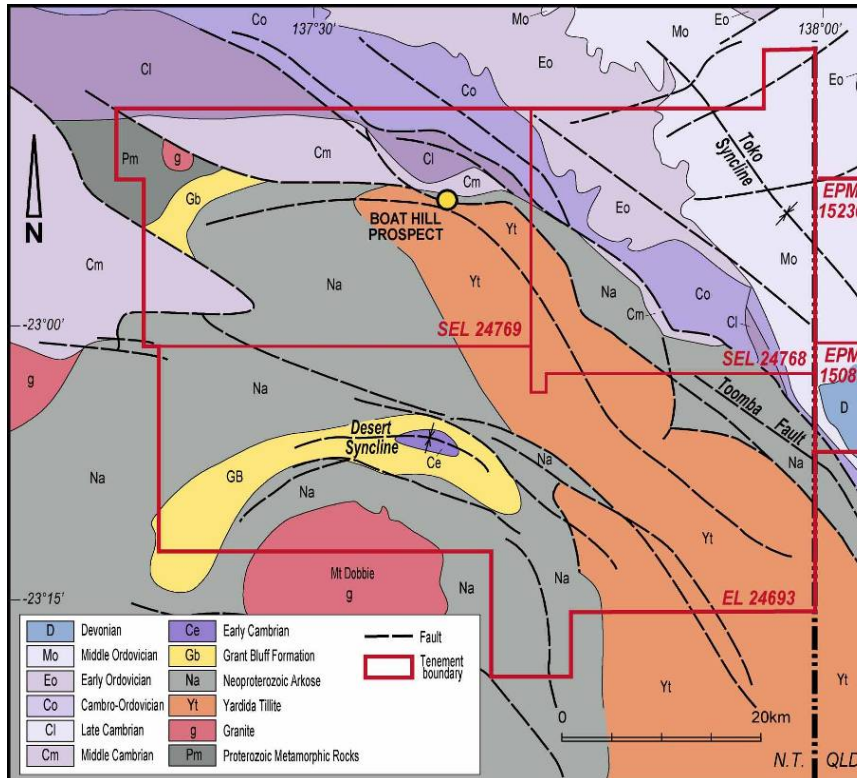 137°30'
138°00'
Co
Mo
Eo
Mo
Eo
Cl
Co
Eo
Eo
Toko
Syncline
Pm
g
Cm
Cl
Cm
Gb
EPM
15230
BOAT HILL
PROSPECT
Yt
Eo
Mo
N
Cm
Na
Yt
Na
Co
Cm
Cl
-23°00'
SEL 24769
SEL 24768
EPM
1508
g
Na
Toomba Fault
D
Desert
Syncline
Ce
Na
Na
Na
GB
Na
Yt
Mt Dobbie
g
Na
Na
-23°15'
EL 24693
D Devonian
Mo Middle Ordovician
Eo Early Ordovician
Co Cambro-Ordovician
Cl Late Cambrian
Cm Middle Cambrian
Ce Early Cambrian
Gb Grant Bluff Formation
Na Neoproterozoic Arkose
Yt Yardida Tillite
g Granite
Pm Proterozoic Metamorphic Rocks
Fault
Tenement
boundary
Yt
Yt
0 20km
N.T. QLD